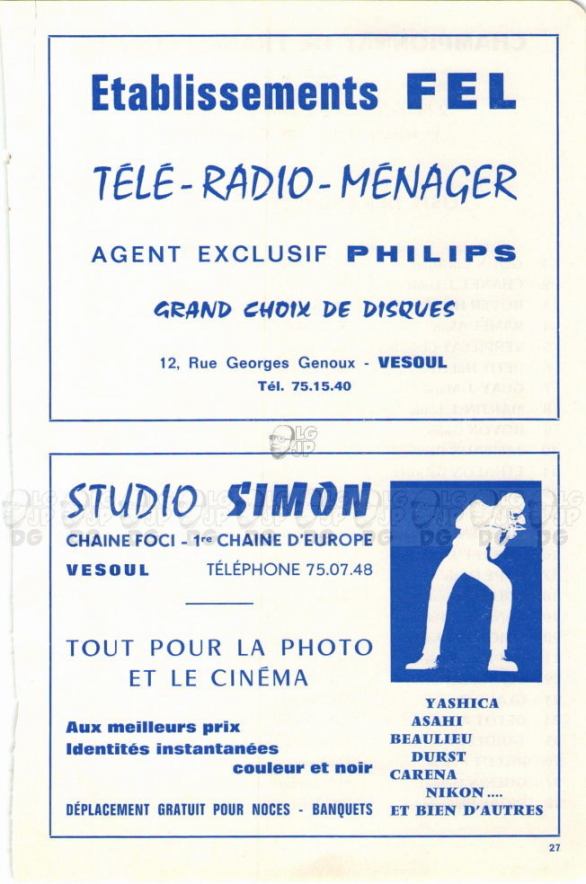 Etablissements FEL
TÉLÉ - RADIO - MÉNAGER
AGENT EXCLUSIF PHILIPS
GRAND CHOIX DE DISQUES
12, Rue Georges Genoux - VESOUL
Tél. 75.15.40
LG
JP
STUDIO SIMON
CHAINE FOCI - 1re CHAINE D'EUROPE
VESOUL TÉLÉPHONE 75.07.48
TOUT POUR LA PHOTO
ET LE CINÉMA
Aux meilleurs prix
Identités instantanées
couleur et noir
DÉPLACEMENT GRATUIT POUR NOCES - BANQUETS
YASHICA
ASAHI
BEAULIEU
DURST
CARENA
NIKON ....
ET BIEN D'AUTRES
27